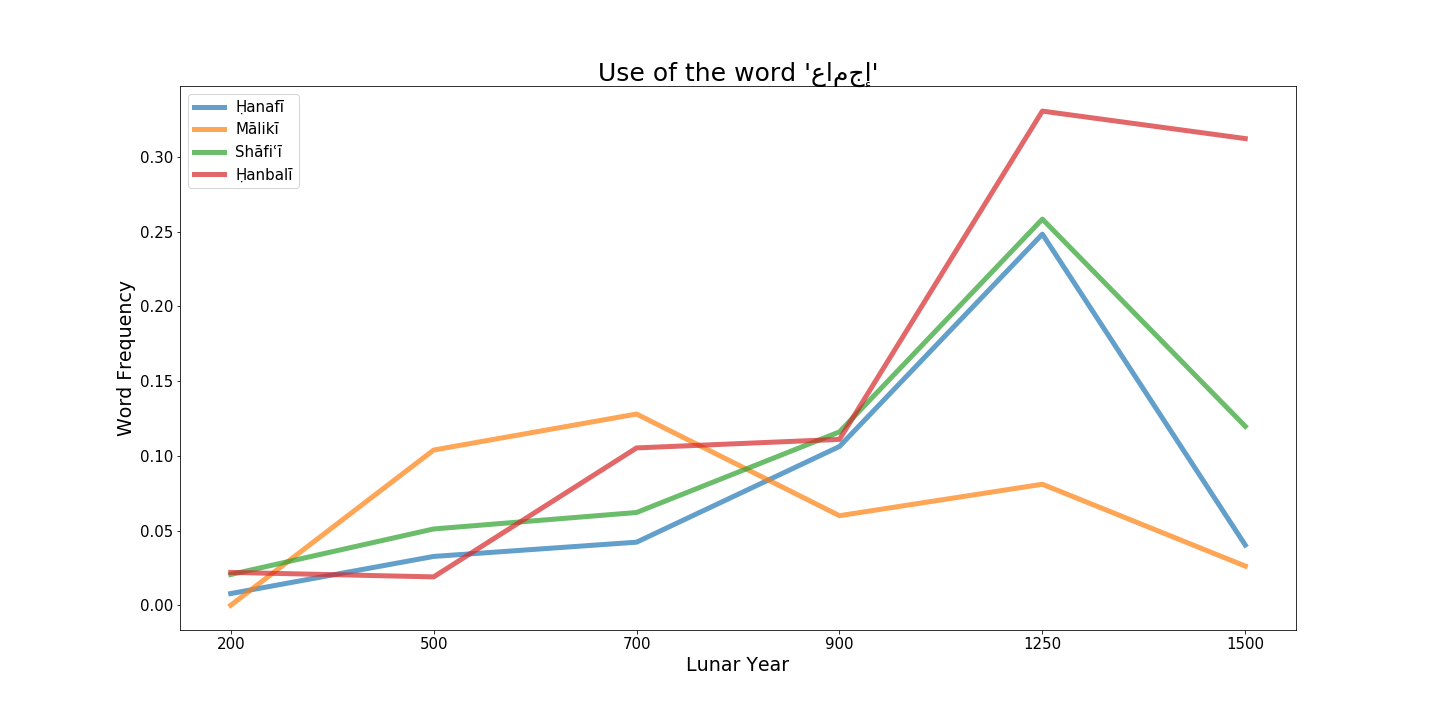 Use of the word 'إجماع'
Ḥanafī
Mālikī
Shāfiʿī
Ḥanbalī
Word Frequency
0.30
0.25
0.20
0.15
0.10
0.05
0.00
200 500 700 900 1250 1500
Lunar Year